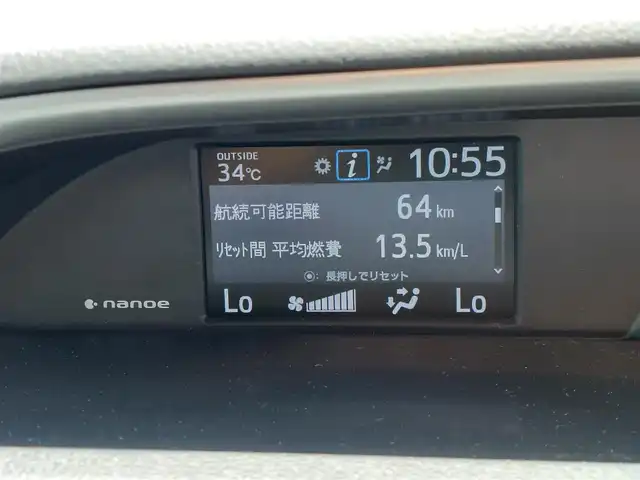 OUTSIDE
34℃
10:55
航続可能距離 64 km
リセット間 平均燃費 13.5 km/L
◉: 長押しでリセット
Lo Lo
nanoe